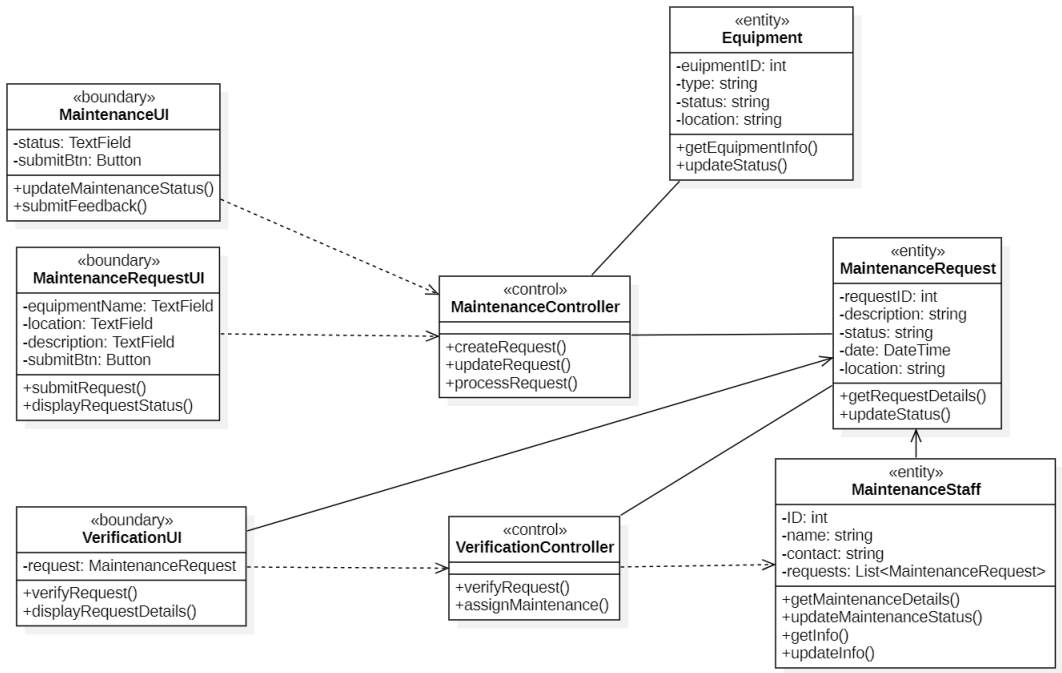 «entity»
Equipment
-euipmentID: int
-type: string
-status: string
-location: string
+getEquipmentInfo()
+updateStatus()
«boundary»
MaintenanceUI
-status: TextField
-submitBtn: Button
+updateMaintenanceStatus()
+submitFeedback()
«boundary»
MaintenanceRequestUI
-equipmentName: TextField
-location: TextField
-description: TextField
-submitBtn: Button
+submitRequest()
+displayRequestStatus()
«control»
MaintenanceController
+createRequest()
+updateRequest()
+processRequest()
«entity»
MaintenanceRequest
-requestID: int
-description: string
-status: string
-date: DateTime
-location: string
+getRequestDetails()
+updateStatus()
«boundary»
VerificationUI
-request: MaintenanceRequest
+verifyRequest()
+displayRequestDetails()
«control»
VerificationController
+verifyRequest()
+assignMaintenance()
«entity»
MaintenanceStaff
-ID: int
-name: string
-contact: string
-requests: List<MaintenanceRequest>
+getMaintenanceDetails()
+updateMaintenanceStatus()
+getInfo()
+updateInfo()